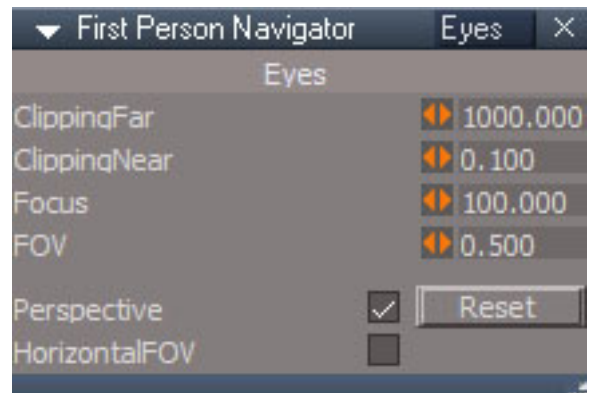 First Person Navigator Eyes
Eyes
ClippingFar 1000.000
ClippingNear 0.100
Focus 100.000
FOV 0.500
Perspective Reset
HorizontalFOV